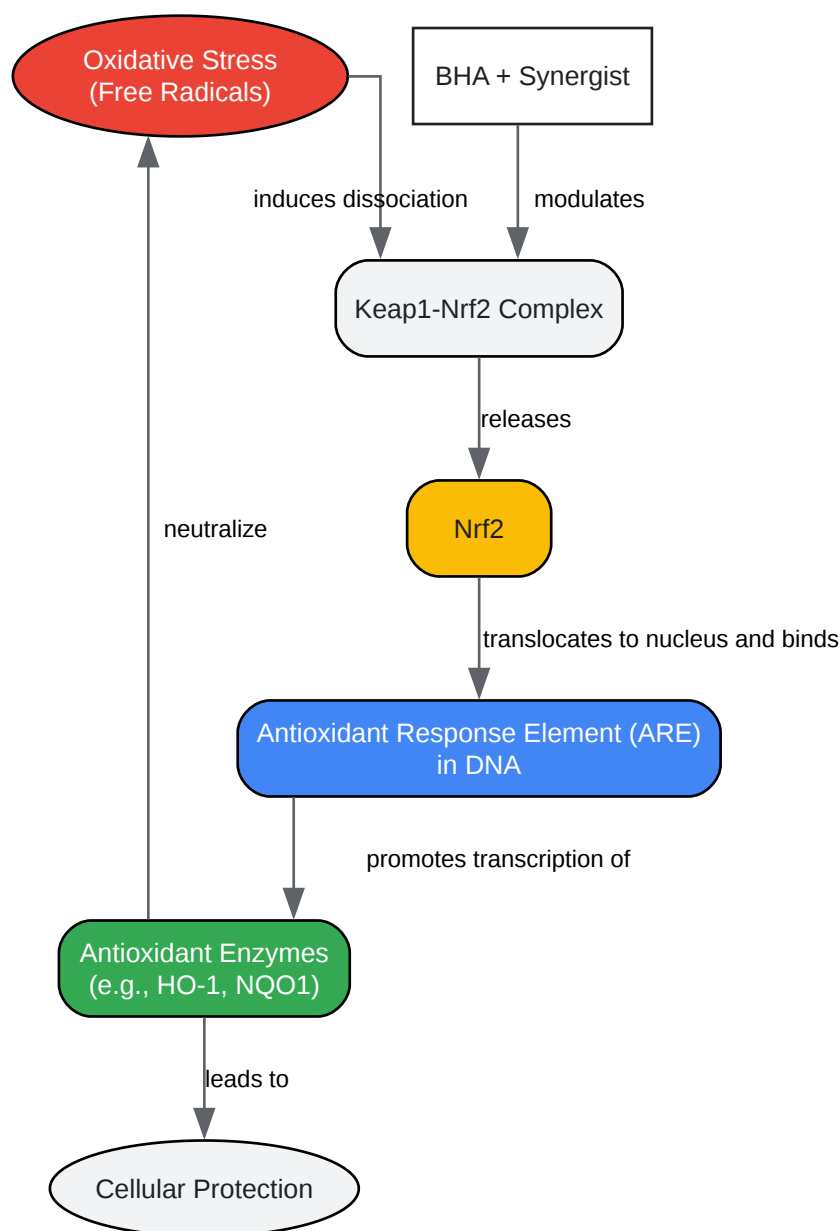 Oxidative Stress
(Free Radicals)
BHA + Synergist
induces dissociation
modulates
Keap1-Nrf2 Complex
releases
Nrf2
neutralize
translocates to nucleus and binds
Antioxidant Response Element (ARE)
in DNA
promotes transcription of
Antioxidant Enzymes
(e.g., HO-1, NQO1)
leads to
Cellular Protection